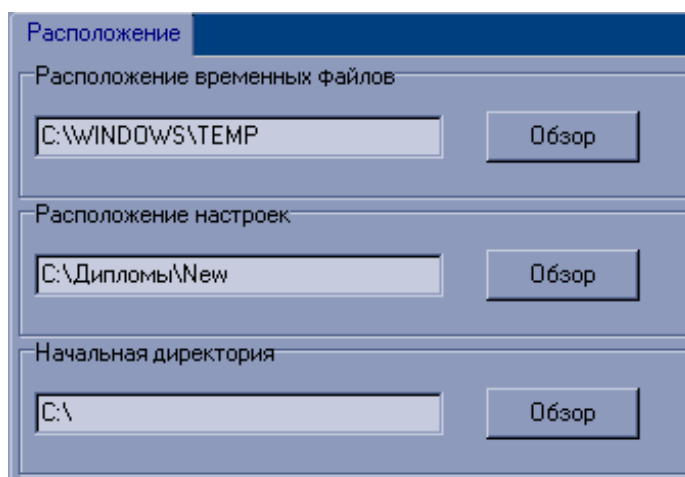 Расположение
Расположение временных файлов
C:\WINDOWS\TEMP
Обзор
Расположение настроек
C:\Дипломы\New
Обзор
Начальная директория
C:\
Обзор